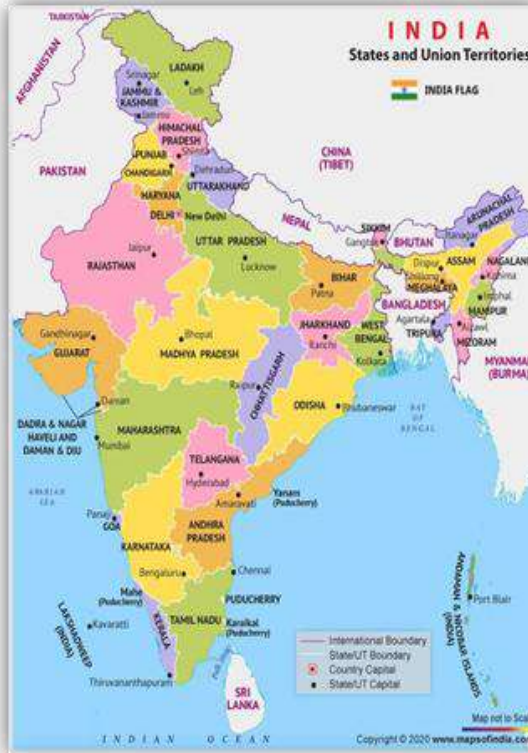 INDIA
States and Union Territories
INDIA FLAG
TAJIKISTAN
AFGHANISTAN
LADAKH
Srinagar
Leh
JAMMU &
KASHMIR
Jammu
HIMACHAL
PRADESH
Shimla
PAKISTAN
PUNJAB
CHANDIGARH
Dehradun
UTTARAKHAND
HARYANA
CHINA
(TIBET)
DELHI
New Delhi
NEPAL
SIKKIM
Gangtok
BHUTAN
ARUNACHAL
PRADESH
Itanagar
ASSAM
NAGALAND
Dispur
Shillong
MEGHALAYA
Kohima
Imphal
MANIPUR
BANGLADESH
Agartala
TRIPURA
Aizawl
MIZORAM
MYANMAR
(BURMA)
Jaipur
RAJASTHAN
UTTAR PRADESH
Lucknow
BIHAR
Patna
JHARKHAND
Ranchi
WEST
BENGAL
Kolkata
Gandhinagar
GUJARAT
Bhopal
MADHYA PRADESH
Raipur
CHHATTISGARH
ODISHA
Bhubaneswar
BAY
OF
BENGAL
Daman
DADRA & NAGAR
HAVELI AND
DAMAN & DIU
MAHARASHTRA
Mumbai
ARABIAN
SEA
TELANGANA
Hyderabad
Yanam
(Puducherry)
Amaravati
Panaji
GOA
KARNATAKA
ANDHRA
PRADESH
Bengaluru
Chennai
Mahe
(Puducherry)
PUDUCHERRY
TAMIL NADU
Karaikal
(Puducherry)
KERALA
LAKSHADWEEP
(INDIA)
Kavaratti
Thiruvananthapuram
SRI
LANKA
ANDAMAN & NICOBAR ISLANDS
(INDIA)
Port Blair
International Boundary
State/UT Boundary
Country Capital
State/UT Capital
Map not to Scal
INDIAN OCEAN
Copyright © 2020 www.mapsofindia.com